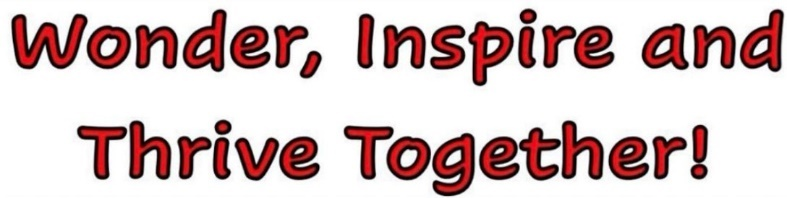 Wonder, Inspire and
Thrive Together!